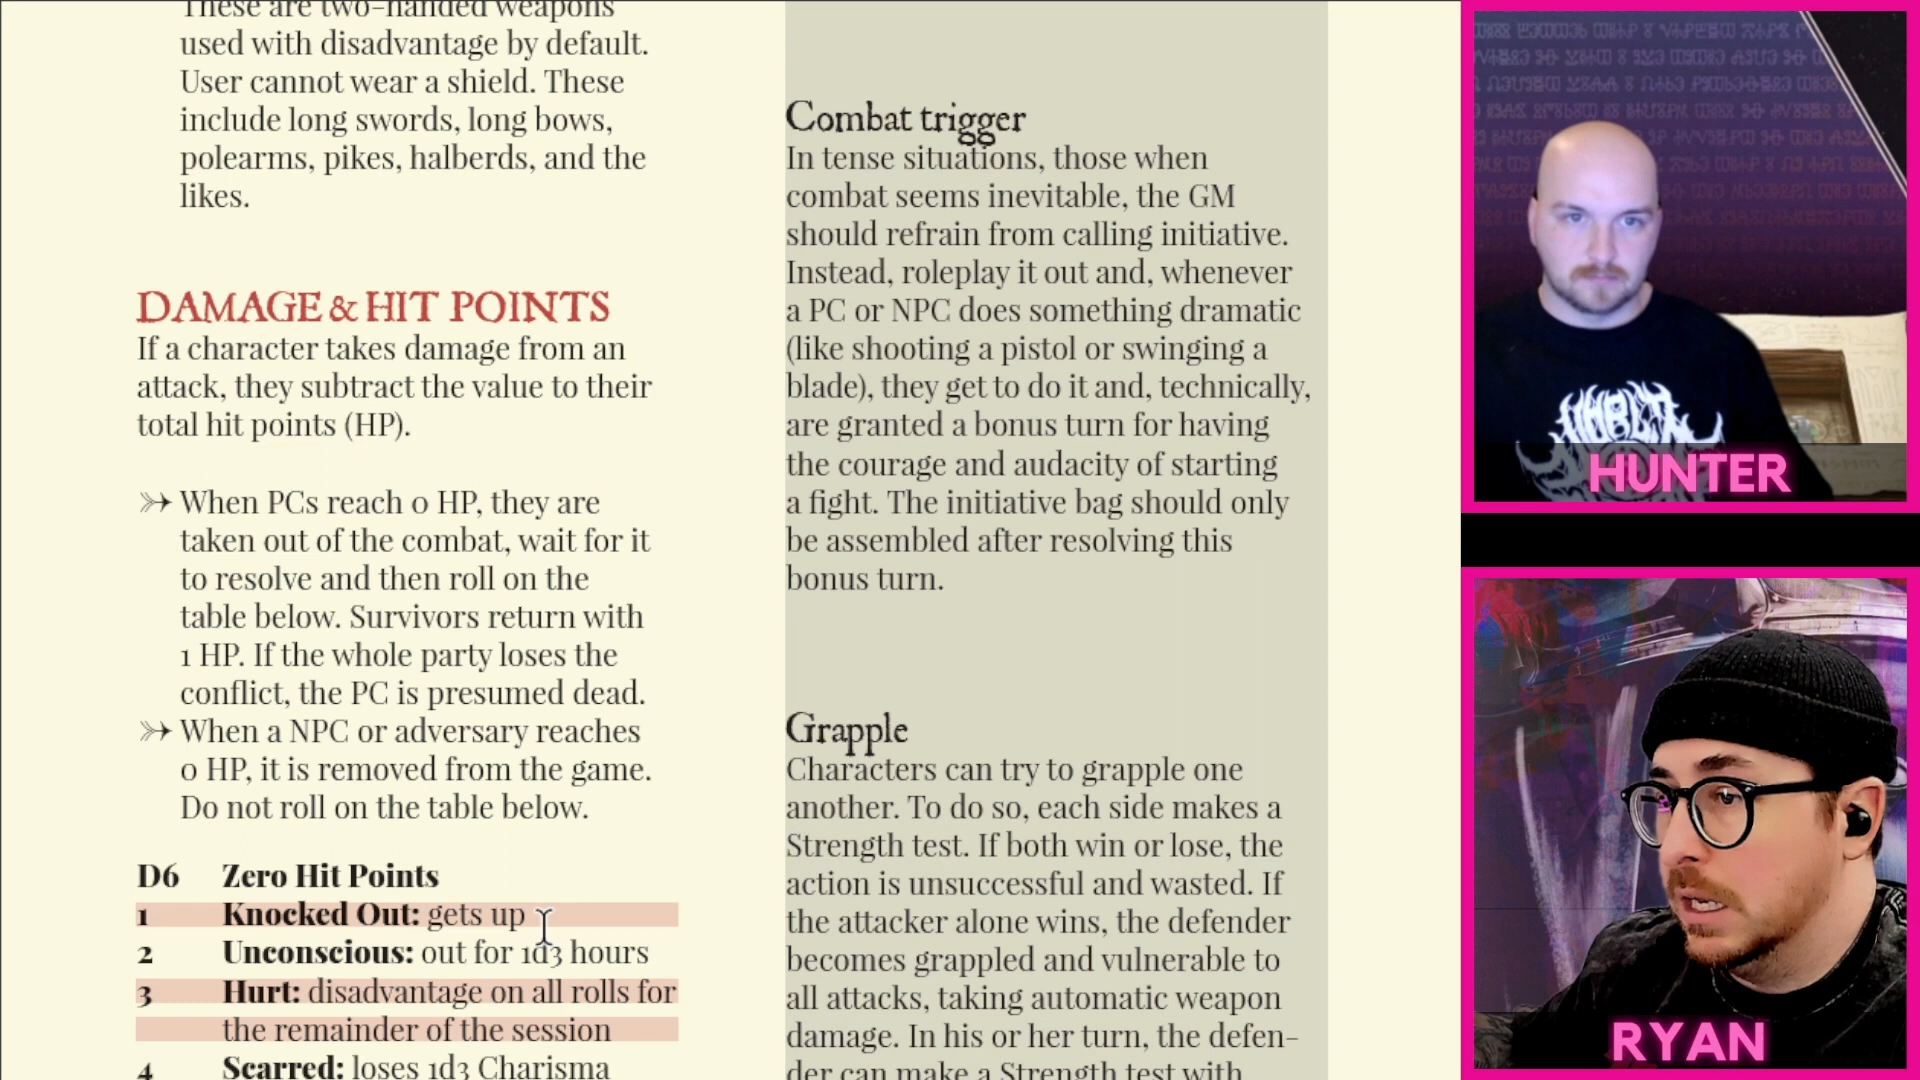 These are two-handed weapons
used with disadvantage by default.
User cannot wear a shield. These
include long swords, long bows,
polearms, pikes, halberds, and the
likes.
DAMAGE & HIT POINTS
If a character takes damage from an
attack, they subtract the value to their
total hit points (HP).
When PCs reach 0 HP, they are
taken out of the combat, wait for it
to resolve and then roll on the
table below. Survivors return with
1 HP. If the whole party loses the
conflict, the PC is presumed dead.
When a NPC or adversary reaches
0 HP, it is removed from the game.
Do not roll on the table below.
D6 Zero Hit Points
1 Knocked Out: gets up
2 Unconscious: out for 1d3 hours
3 Hurt: disadvantage on all rolls for
the remainder of the session
4 Scarred: loses 1d3 Charisma
Combat trigger
In tense situations, those when
combat seems inevitable, the GM
should refrain from calling initiative.
Instead, roleplay it out and, whenever
a PC or NPC does something dramatic
(like shooting a pistol or swinging a
blade), they get to do it and, technically,
are granted a bonus turn for having
the courage and audacity of starting
a fight. The initiative bag should only
be assembled after resolving this
bonus turn.
Grapple
Characters can try to grapple one
another. To do so, each side makes a
Strength test. If both win or lose, the
action is unsuccessful and wasted. If
the attacker alone wins, the defender
becomes grappled and vulnerable to
all attacks, taking automatic weapon
damage. In his or her turn, the defen-
der can make a Strength test with
HUNTER
RYAN